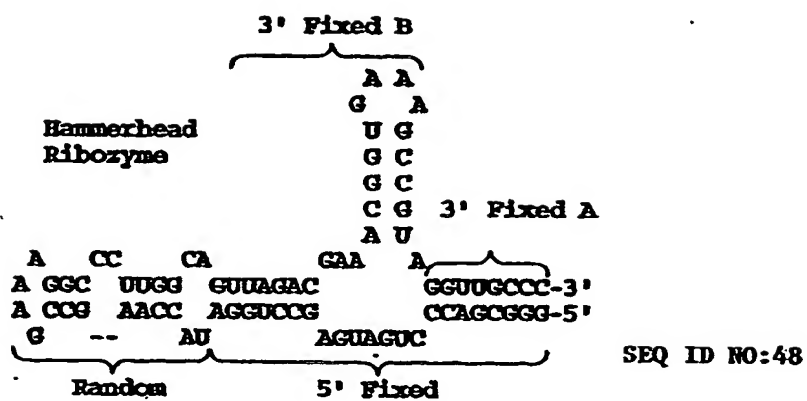 3' Fixed B
A A
G A
Hammerhead U G
Ribozyme G C
G C
C G 3' Fixed A
A U
A CC CA GAA A
A GGC UUGG GUUAGAC GGUUGCCC-3'
A CCG AACC AGGUCCG CCAGCGGG-5'
G -- AU AGUAGUC
SEQ ID NO:48
Random 5' Fixed